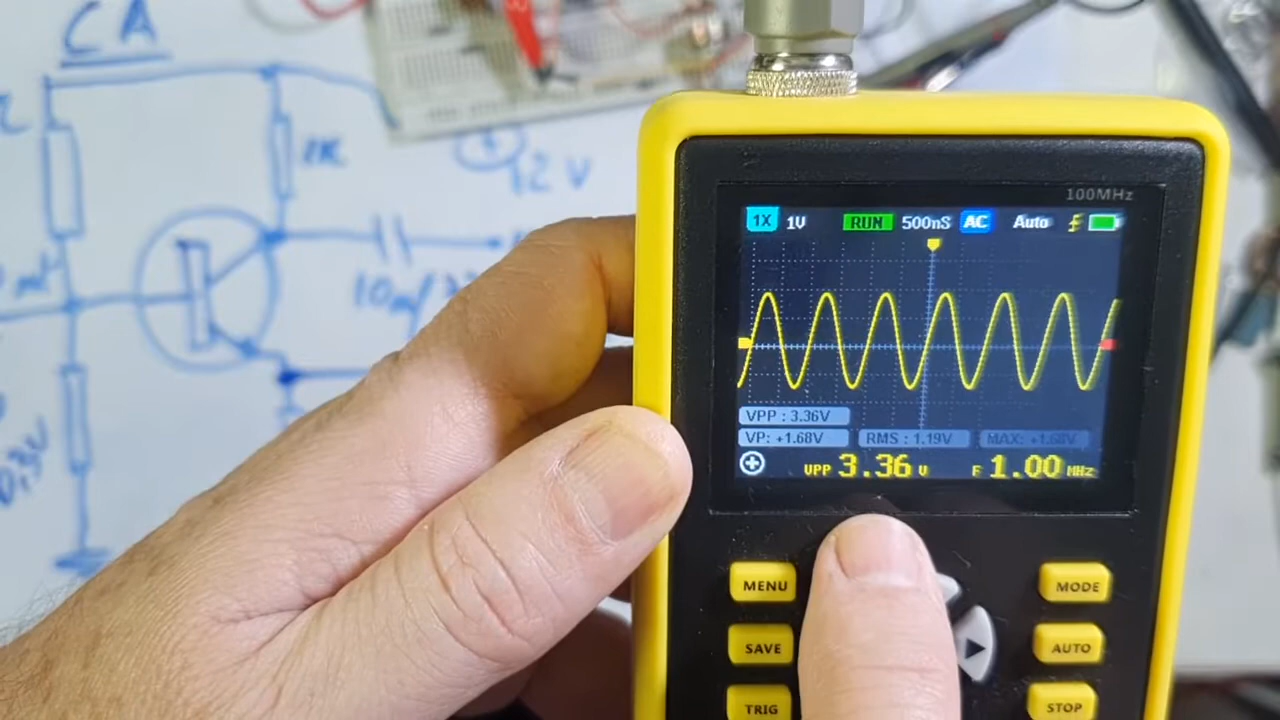 CA
1K
12 V
100MHz
1X 1V RUN 500nS AC Auto
VPP : 3.36V
VP: +1.68V RMS : 1.19V MAX: +1.68V
VPP 3.36 V F 1.00 MHz
MENU MODE
SAVE AUTO
TRIG STOP